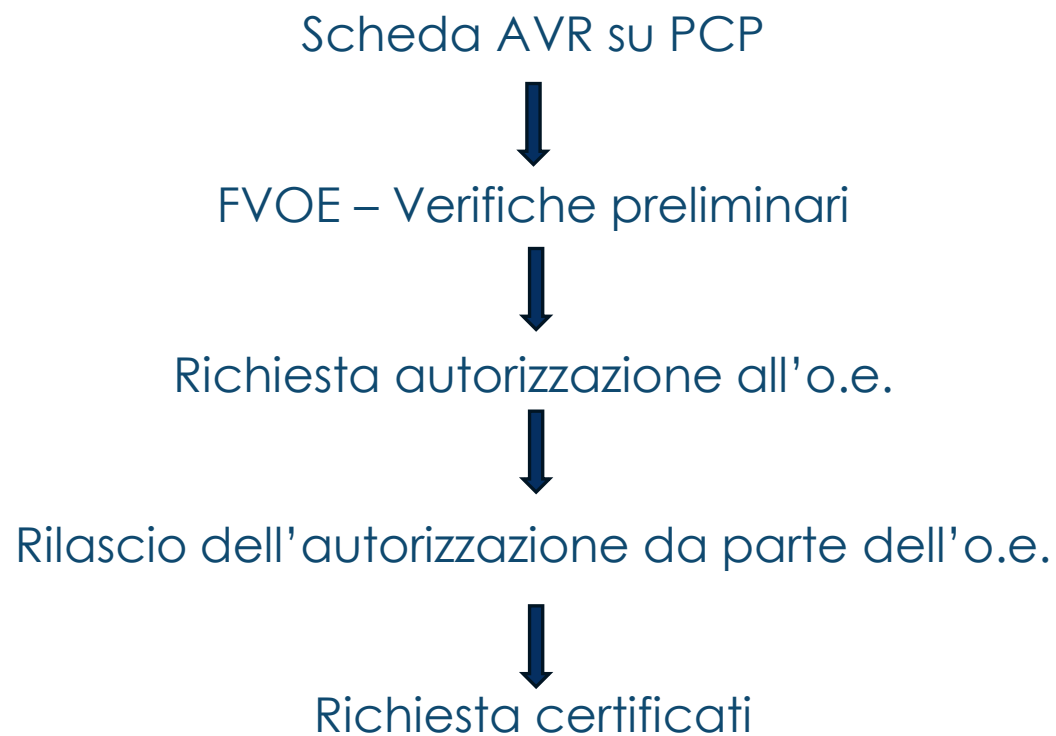 Scheda AVR su PCP
FVOE – Verifiche preliminari
Richiesta autorizzazione all’o.e.
Rilascio dell’autorizzazione da parte dell’o.e.
Richiesta certificati